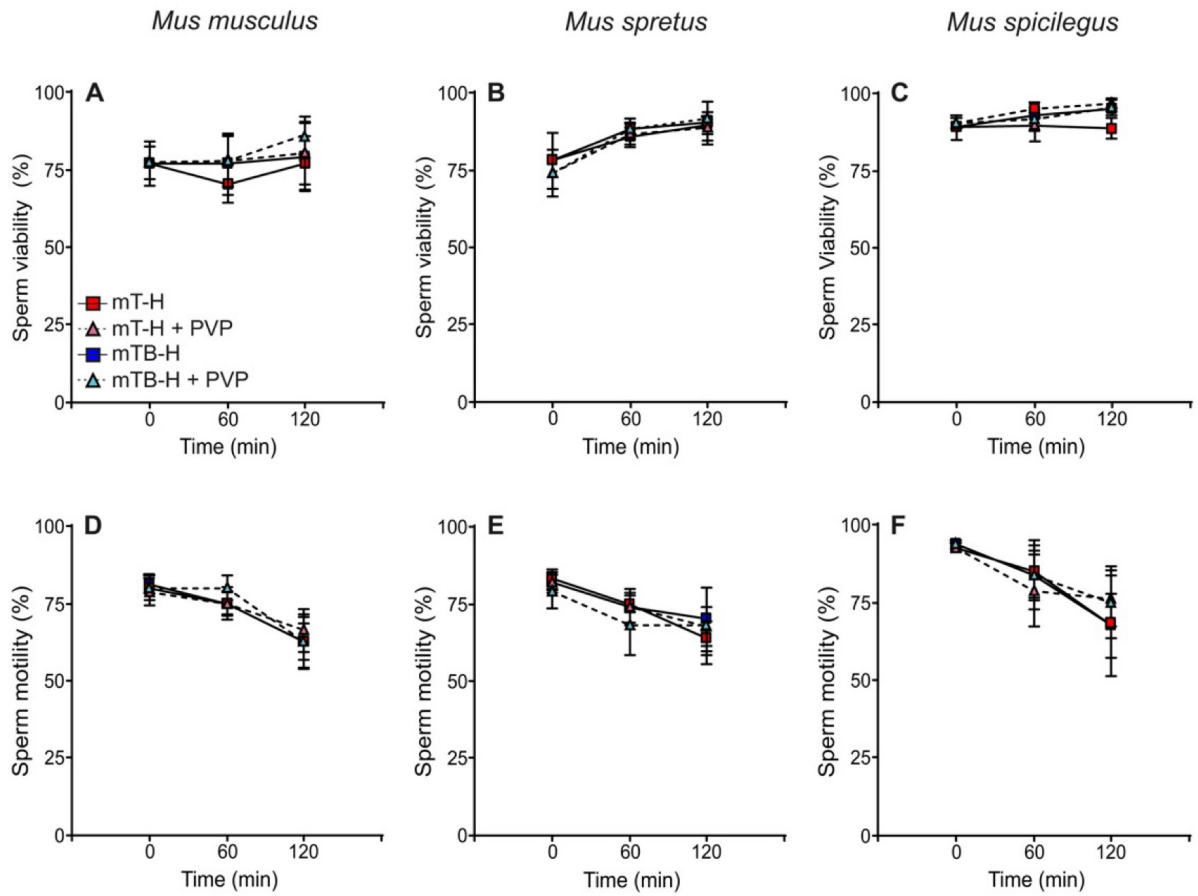 Mus musculus
Mus spretus
Mus spicilegus
A
100
75
50
25
0
Sperm viability (%)
mT-H
mT-H + PVP
mTB-H
mTB-H + PVP
0 60 120
Time (min)
B
100
75
50
25
0
Sperm viability (%)
0 60 120
Time (min)
C
100
75
50
25
0
Sperm Viability (%)
0 60 120
Time (min)
D
100
75
50
25
0
Sperm motility (%)
0 60 120
Time (min)
E
100
75
50
25
0
Sperm motility (%)
0 60 120
Time (min)
F
100
75
50
25
0
Sperm motility (%)
0 60 120
Time (min)